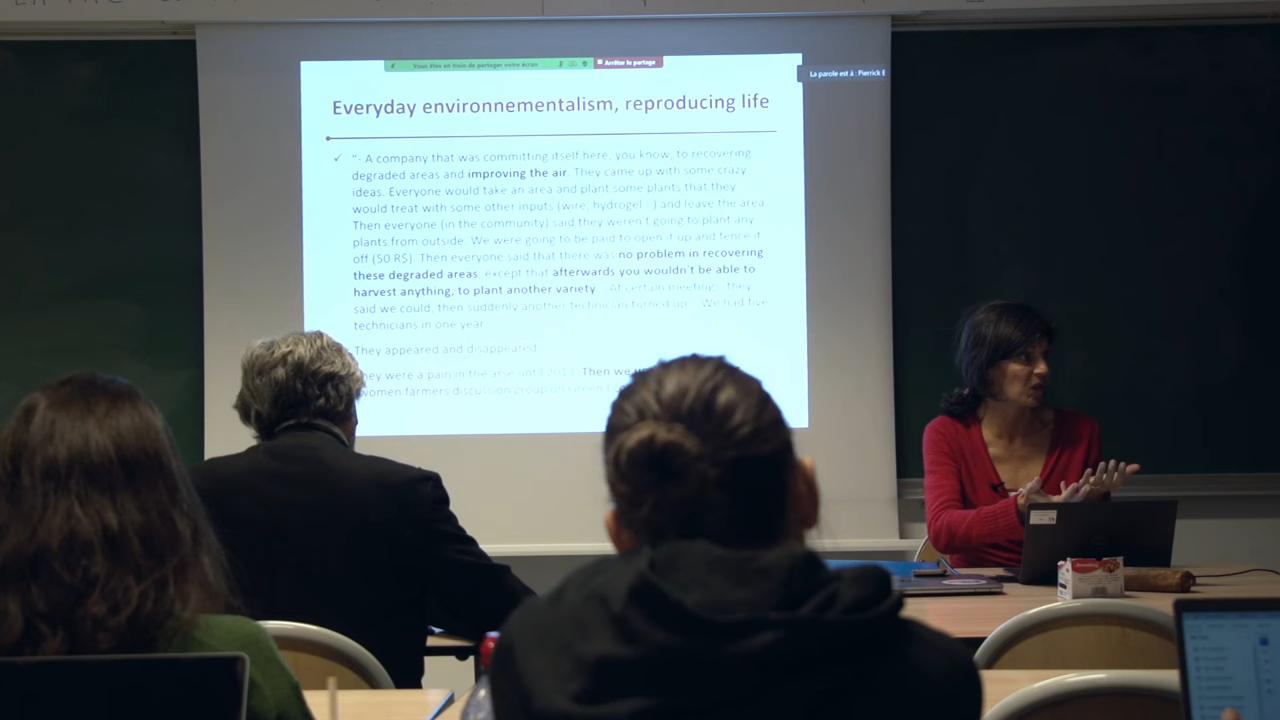 Vous êtes en train de partager votre écran
Arrêter le partage
La parole est à : Pierrick
Everyday environnementalism, reproducing life
✓ "- A company that was committing itself here, you know, to recovering
degraded areas and improving the air. They came up with some crazy
ideas. Everyone would take an area and plant some plants that they
would treat with some other inputs (wire, hydrogel...) and leave the area.
Then everyone (in the community) said they weren't going to plant any
plants from outside. We were going to be paid to open it up and fence it
off (50 R$). Then everyone said that there was no problem in recovering
these degraded areas, except that afterwards you wouldn't be able to
harvest anything, to plant another variety... At certain meetings, they
said we could, then suddenly another technician turned up... We had five
technicians in one year.
They appeared and disappeared.
they were a pain in the arse until Then we
women farmers discussion group on